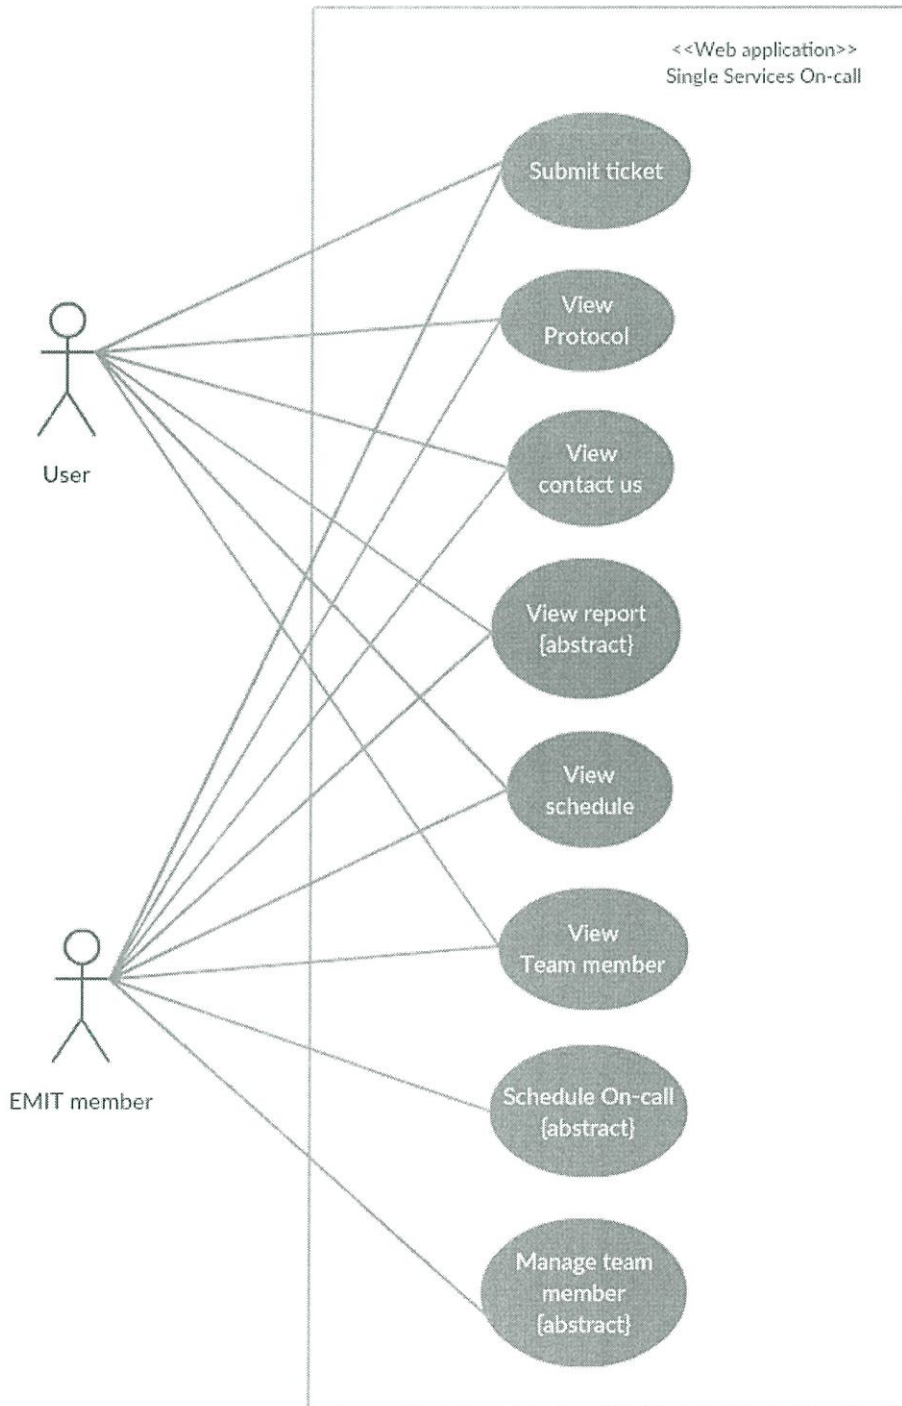 <<Web application>>
Single Services On-call
Submit ticket
View
Protocol
User
View
contact us
View report
{abstract}
View
schedule
View
Team member
EMIT member
Schedule On-call
{abstract}
Manage team
member
{abstract}